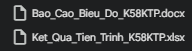 Bao_Cao_Bieu_Do_K58KTP.docx
Ket_Qua_Tien_Trinh_K58KTP.xlsx